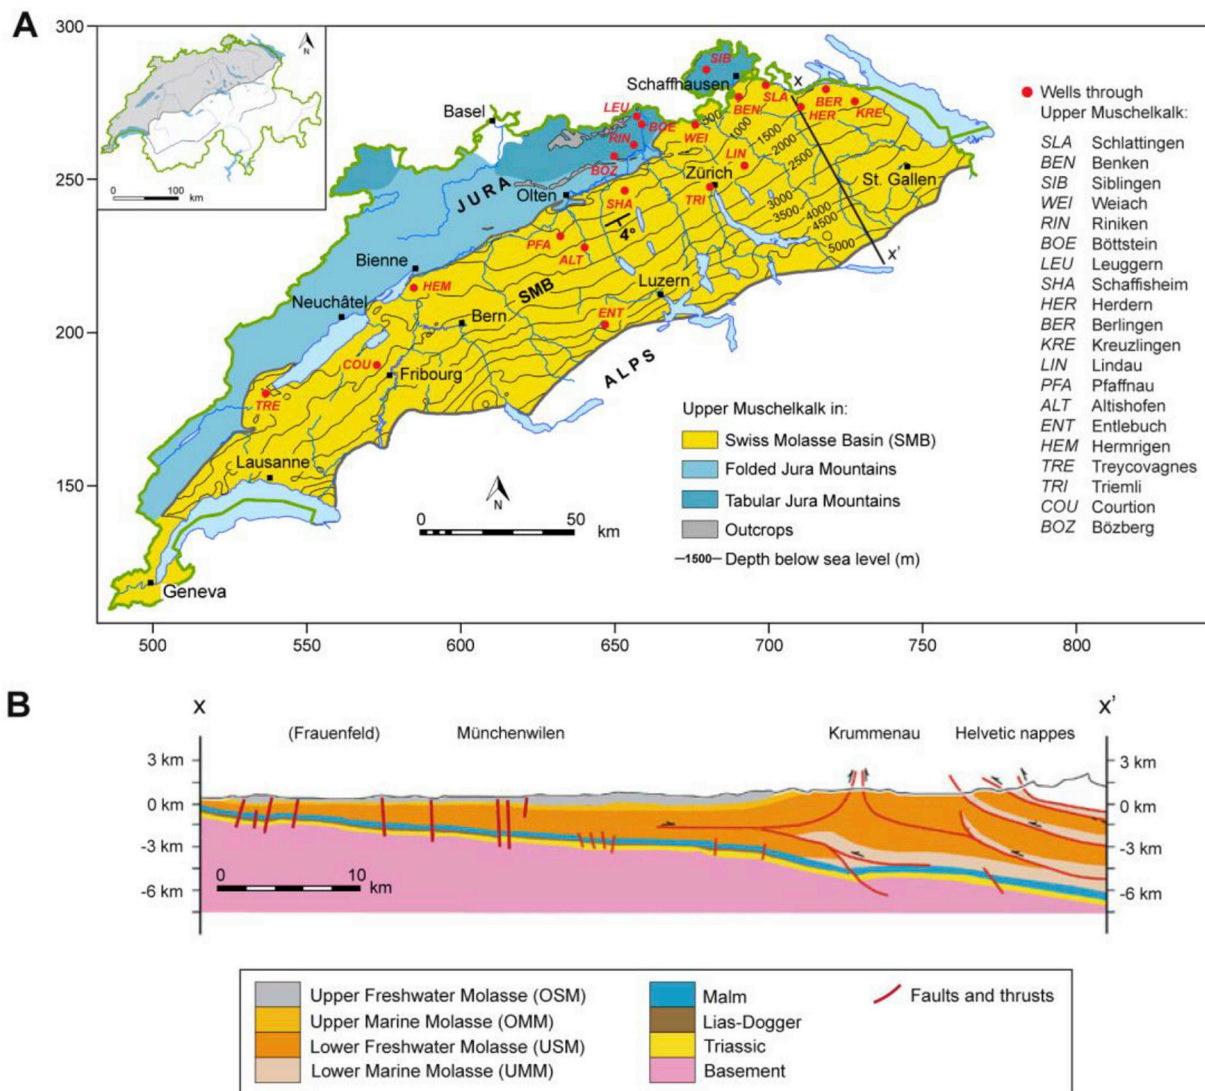 A
300
250
200
150
500
550
600
650
700
750
800
N
0 100
km
Basel
Schaffhausen
SIB
SLA
BEN
x
BER
HER
KRE
LEU
BOE
RIN
WEI
BOZ
LIN
500
1000
1500
2000
2500
3000
3500
4000
4500
5000
Zürich
TRI
St. Gallen
x'
JURA
Olten
SHA
4°
PFA
ALT
Bienne
HEM
SMB
Luzern
Neuchâtel
Bern
ENT
COU
Fribourg
ALPS
TRE
Lausanne
Geneva
N
0 50
km
Upper Muschelkalk in:
Swiss Molasse Basin (SMB)
Folded Jura Mountains
Tabular Jura Mountains
Outcrops
1500 Depth below sea level (m)
Wells through
Upper Muschelkalk:
SLA Schlattingen
BEN Benken
SIB Siblingen
WEI Weiach
RIN Riniken
BOE Böttstein
LEU Leuggern
SHA Schaffisheim
HER Herdern
BER Berlingen
KRE Kreuzlingen
LIN Lindau
PFA Pfaffnau
ALT Altishofen
ENT Entlebuch
HEM Hermrigen
TRE Treycovagnes
TRI Triemli
COU Courtion
BOZ Bözberg
B
x
x'
(Frauenfeld)
Münchenwilen
Krummenau
Helvetic nappes
3 km
0 km
-3 km
-6 km
3 km
0 km
-3 km
-6 km
0 10
km
Upper Freshwater Molasse (OSM)
Upper Marine Molasse (OMM)
Lower Freshwater Molasse (USM)
Lower Marine Molasse (UMM)
Malm
Lias-Dogger
Triassic
Basement
Faults and thrusts